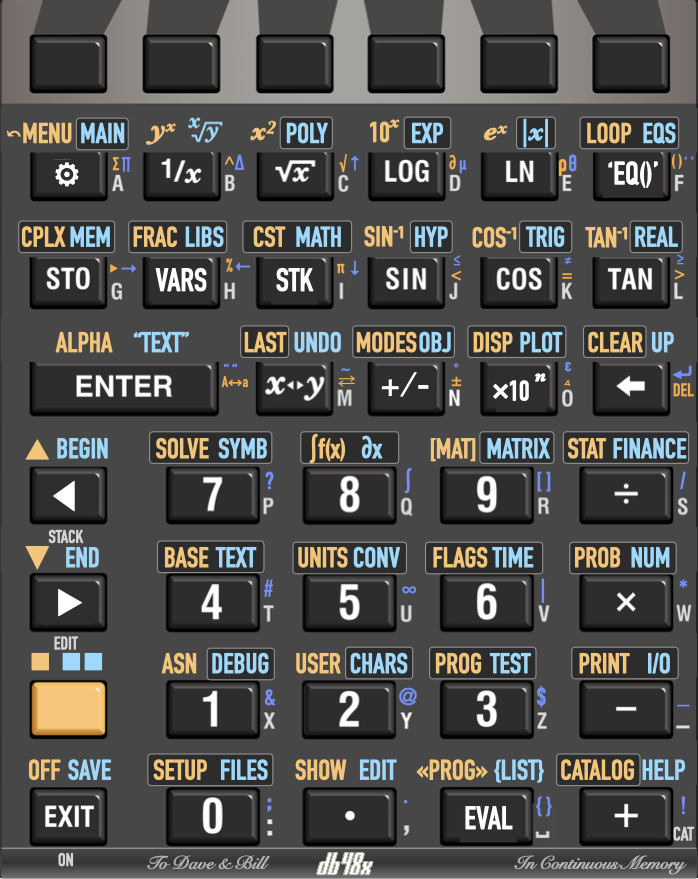 MENU MAIN yˣ ˣ√y x² POLY 10ˣ EXP eˣ |x| LOOP EQS
ΣΠ ^Δ √↑ ∂μ ρθ ()
1/x √x LOG LN ‘EQ()’
A B C D E F
CPLX MEM FRAC LIBS CST MATH SIN⁻¹ HYP COS⁻¹ TRIG TAN⁻¹ REAL
▸→ %← π↓ ≤ ≠ ≥
STO VARS STK SIN < COS = TAN >
G H I J K L
ALPHA “TEXT” LAST UNDO MODES OBJ DISP PLOT CLEAR UP
ENTER A↔a x↔y ⇄ +/- ± ×10ⁿ ← DEL
M N O
▲ BEGIN SOLVE SYMB ∫f(x) ∂x [MAT] MATRIX STAT FINANCE
◀ 7 ? 8 ∫ 9 [] ÷ /
P Q R S
STACK
▼ END BASE TEXT UNITS CONV FLAGS TIME PROB NUM
▶ 4 # 5 ∞ 6 | × *
T U V W
EDIT
ASN DEBUG USER CHARS PROG TEST PRINT I/O
1 & 2 @ 3 $ − _
X Y Z _
OFF SAVE SETUP FILES SHOW EDIT «PROG» {LIST} CATALOG HELP
EXIT 0 ; . · EVAL {} + !
: , ␣ CAT
ON To Dave & Bill db48x In Continuous Memory